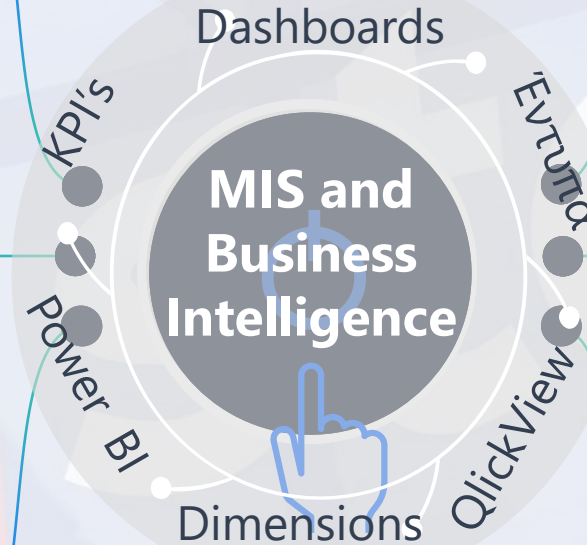 Dashboards
KPI's
Έντυπα
MIS and
Business
Intelligence
Power BI
QlickView
Dimensions